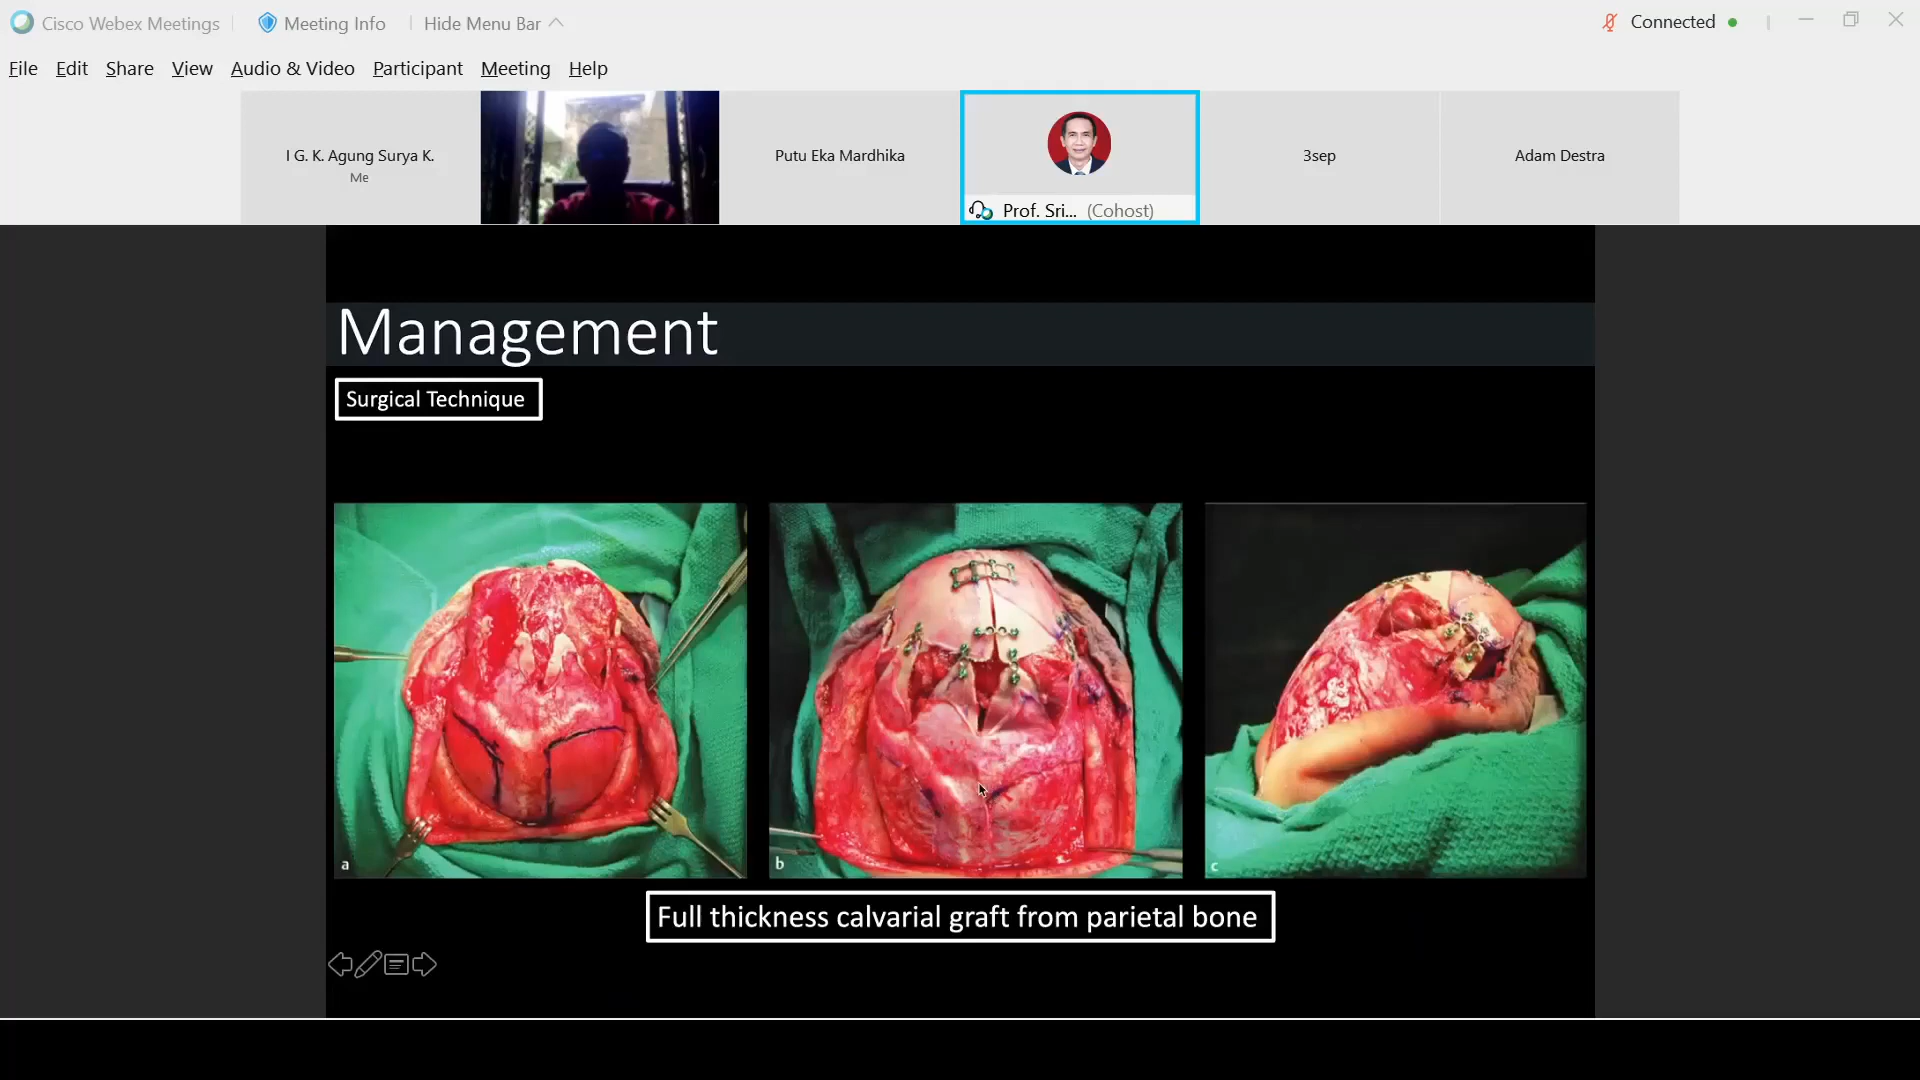 Cisco Webex Meetings
Meeting Info
Hide Menu Bar
Connected
File Edit Share View Audio & Video Participant Meeting Help
I G. K. Agung Surya K.
Me
Putu Eka Mardhika
Prof. Sri... (Cohost)
3sep
Adam Destra
Management
Surgical Technique
a
b
c
Full thickness calvarial graft from parietal bone